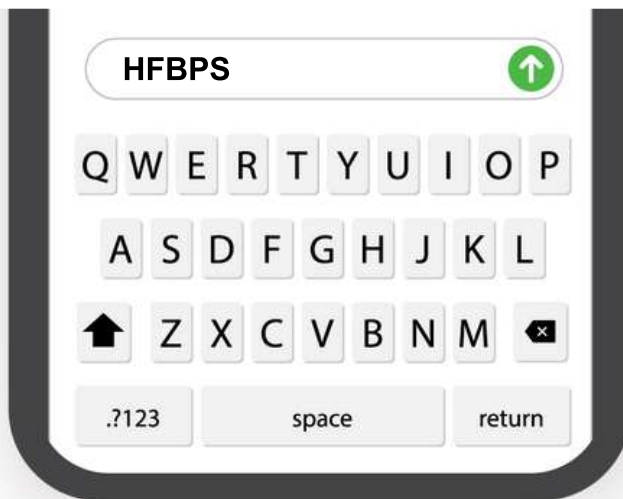 HFBPS
Q W E R T Y U I O P
A S D F G H J K L
Z X C V B N M
.?123 space return